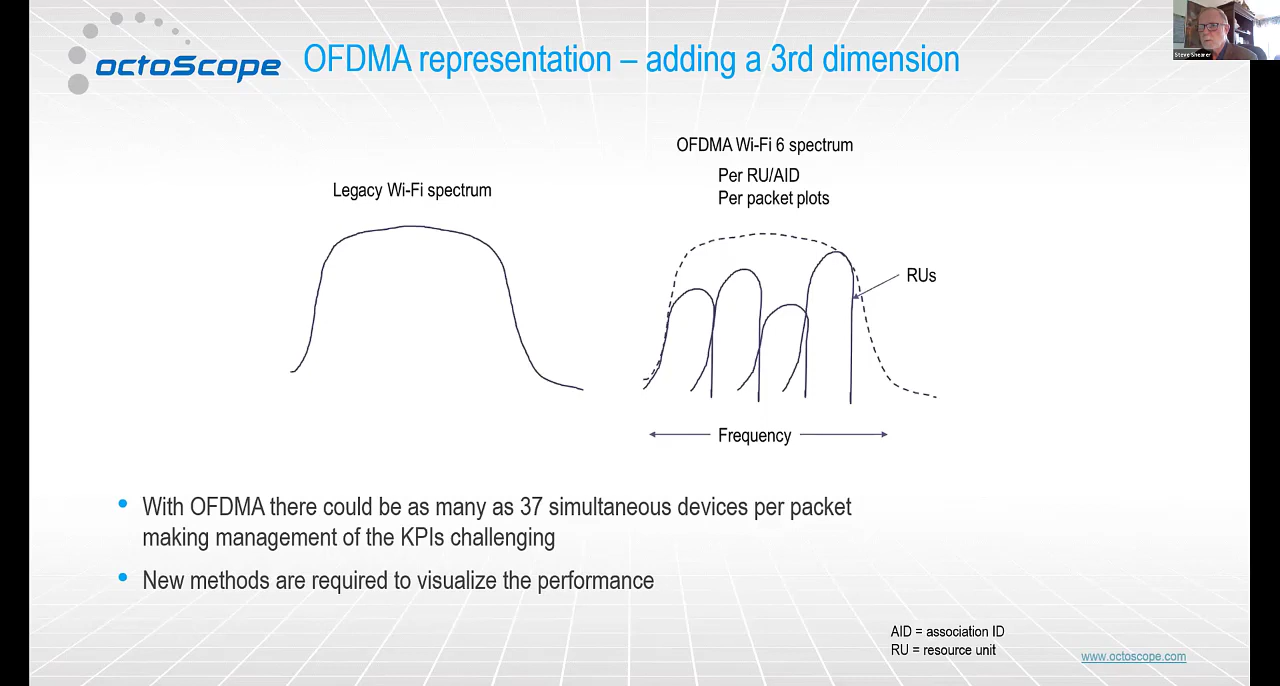 octoScope
OFDMA representation – adding a 3rd dimension
Steve Shearer
OFDMA Wi-Fi 6 spectrum
Per RU/AID
Per packet plots
Legacy Wi-Fi spectrum
RUs
Frequency
• With OFDMA there could be as many as 37 simultaneous devices per packet
making management of the KPIs challenging
• New methods are required to visualize the performance
AID = association ID
RU = resource unit
www.octoscope.com